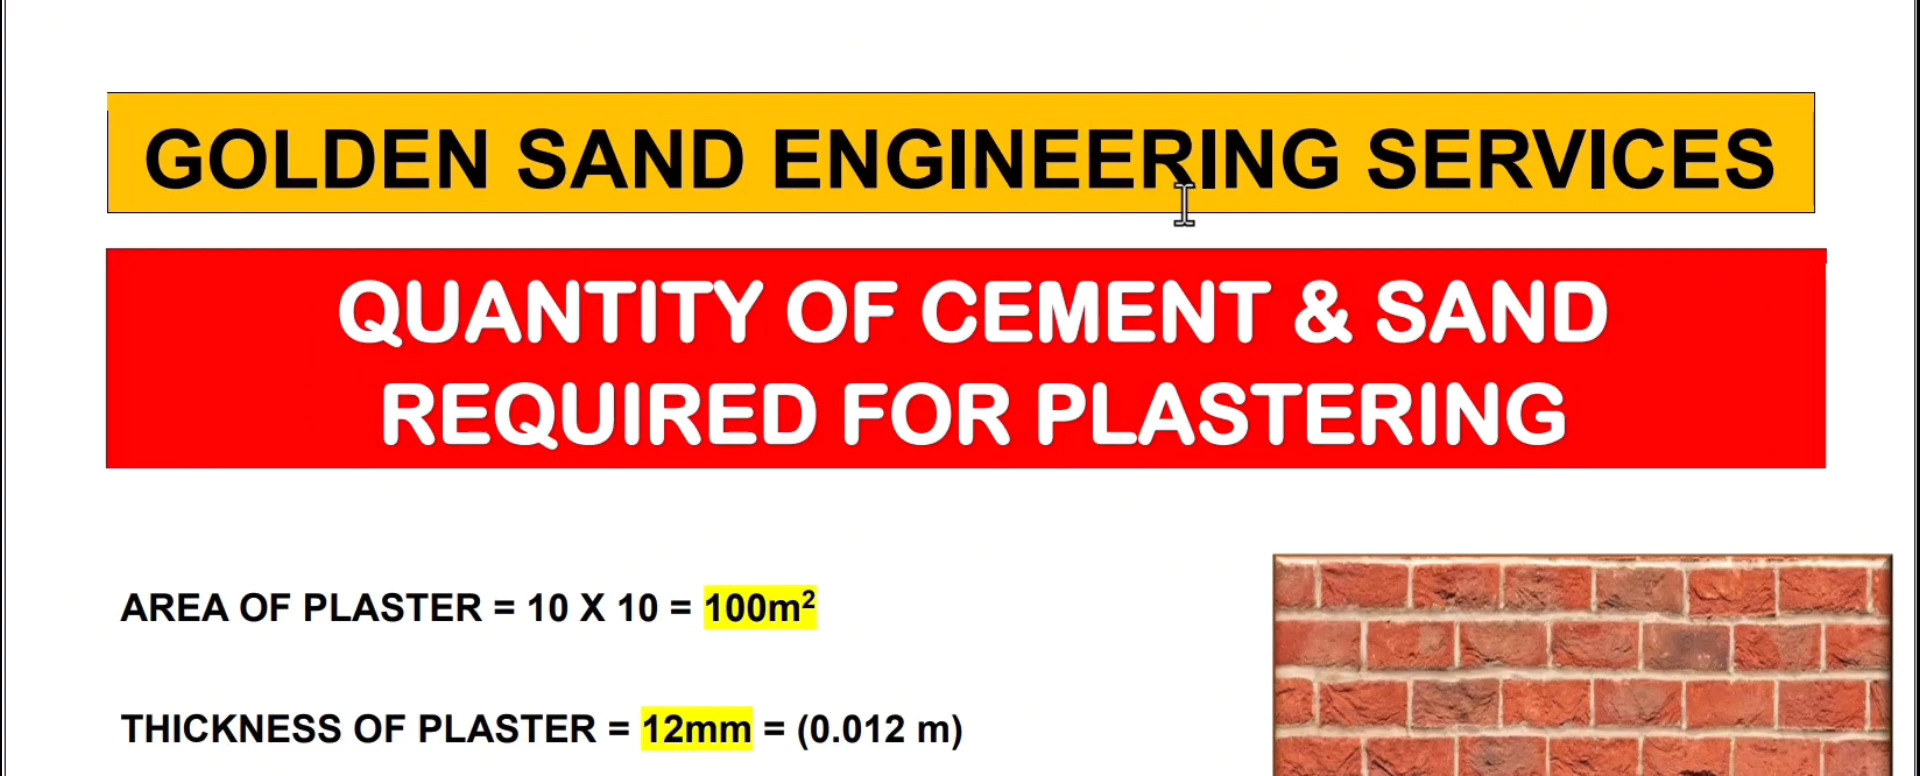 GOLDEN SAND ENGINEERING SERVICES
QUANTITY OF CEMENT & SAND
REQUIRED FOR PLASTERING
AREA OF PLASTER = 10 X 10 = 100m²
THICKNESS OF PLASTER = 12mm = (0.012 m)